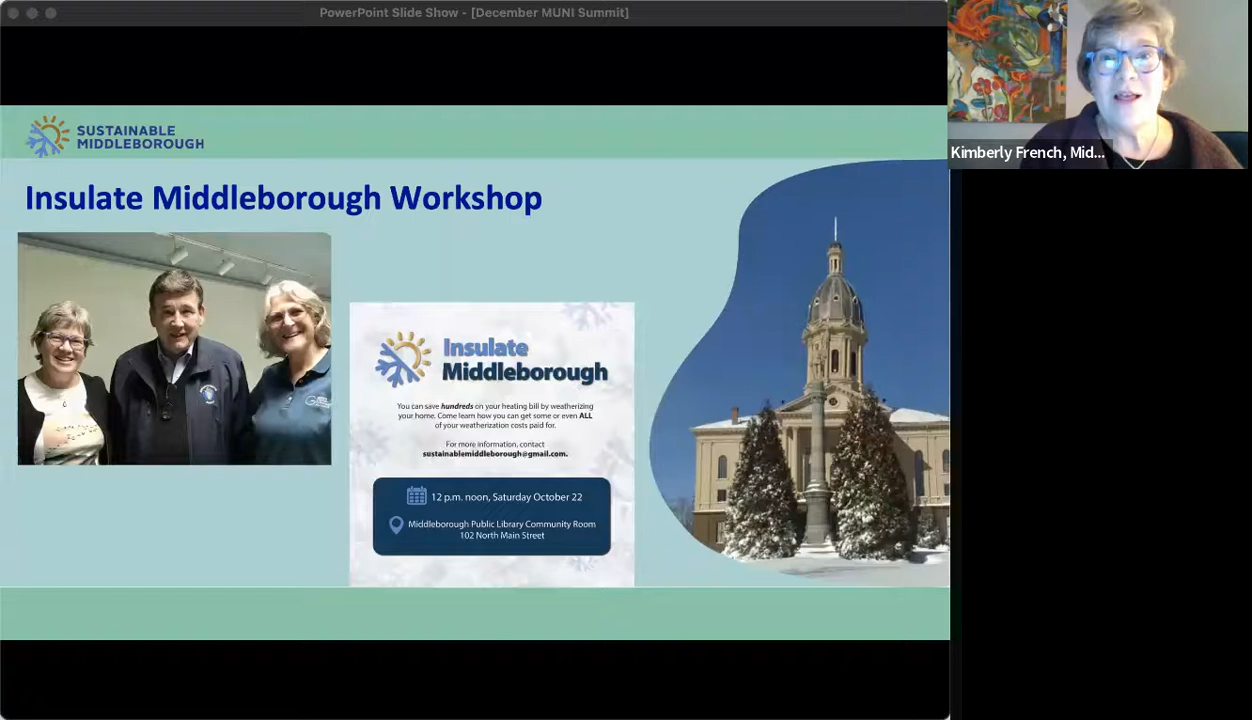 PowerPoint Slide Show - [December MUNI Summit]
Kimberly French, Mid...
SUSTAINABLE
MIDDLEBOROUGH
Insulate Middleborough Workshop
Insulate
Middleborough
You can save hundreds on your heating bill by weatherizing
your home. Come learn how you can get some or even ALL
of your weatherization costs paid for.
For more information, contact
sustainablemiddleborough@gmail.com.
12 p.m. noon, Saturday October 22
Middleborough Public Library Community Room
102 North Main Street